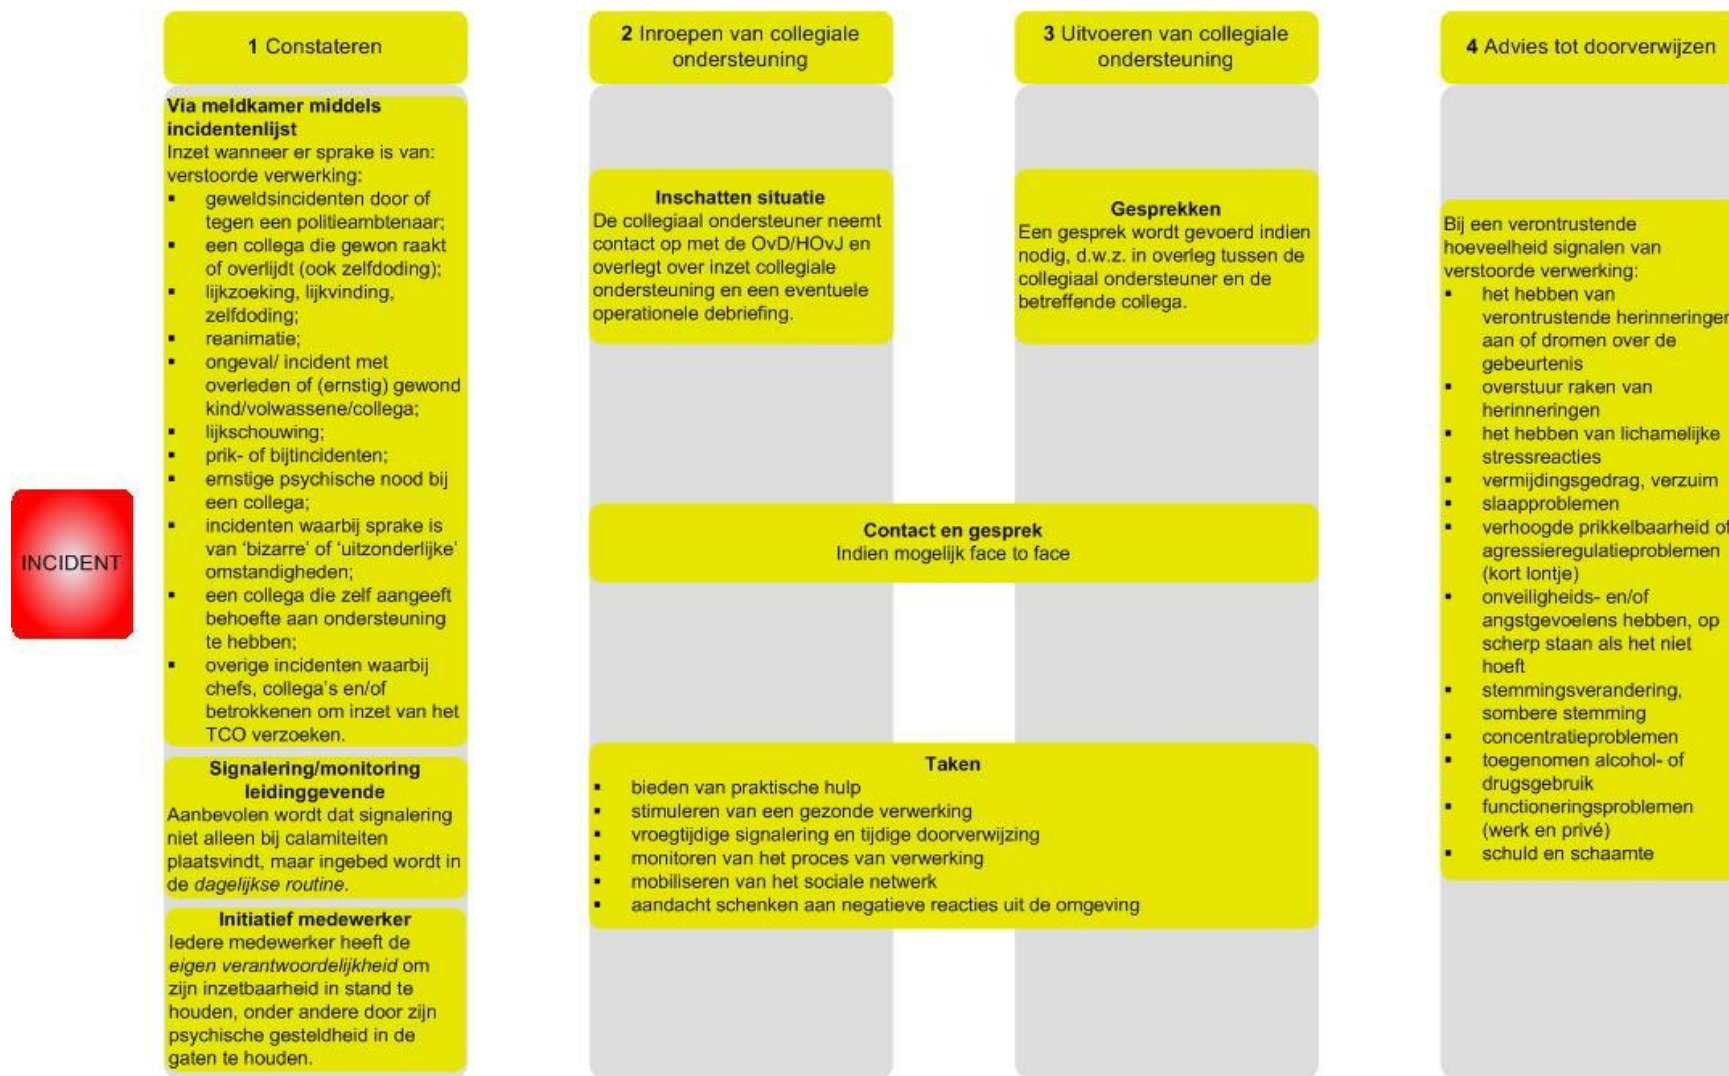 INCIDENT
1 Constateren
Via meldkamer middels
incidentenlijst
Inzet wanneer er sprake is van:
verstoorde verwerking:
▪ geweldsincidenten door of
tegen een politieambtenaar;
▪ een collega die gewon raakt
of overlijdt (ook zelfdoding);
▪ lijkzoeking, lijkvinding,
zelfdoding;
▪ reanimatie;
▪ ongeval/ incident met
overleden of (ernstig) gewond
kind/volwassene/collega;
▪ lijkschouwing;
▪ prik- of bijtincidenten;
▪ ernstige psychische nood bij
een collega;
▪ incidenten waarbij sprake is
van ‘bizarre’ of ‘uitzonderlijke’
omstandigheden;
▪ een collega die zelf aangeeft
behoefte aan ondersteuning
te hebben;
▪ overige incidenten waarbij
chefs, collega’s en/of
betrokkenen om inzet van het
TCO verzoeken.
Signalering/monitoring
leidinggevende
Aanbevolen wordt dat signalering
niet alleen bij calamiteiten
plaatsvindt, maar ingebed wordt in
de dagelijkse routine.
Initiatief medewerker
Iedere medewerker heeft de
eigen verantwoordelijkheid om
zijn inzetbaarheid in stand te
houden, onder andere door zijn
psychische gesteldheid in de
gaten te houden.
2 Inroepen van collegiale
ondersteuning
Inschatten situatie
De collegiaal ondersteuner neemt
contact op met de OvD/HOvJ en
overlegt over inzet collegiale
ondersteuning en een eventuele
operationele debriefing.
3 Uitvoeren van collegiale
ondersteuning
Gesprekken
Een gesprek wordt gevoerd indien
nodig, d.w.z. in overleg tussen de
collegiaal ondersteuner en de
betreffende collega.
Contact en gesprek
Indien mogelijk face to face
Taken
▪ bieden van praktische hulp
▪ stimuleren van een gezonde verwerking
▪ vroegtijdige signalering en tijdige doorverwijzing
▪ monitoren van het proces van verwerking
▪ mobiliseren van het sociale netwerk
▪ aandacht schenken aan negatieve reacties uit de omgeving
4 Advies tot doorverwijzen
Bij een verontrustende
hoeveelheid signalen van
verstoorde verwerking:
▪ het hebben van
verontrustende herinneringen
aan of dromen over de
gebeurtenis
▪ overstuur raken van
herinneringen
▪ het hebben van lichamelijke
stressreacties
▪ vermijdingsgedrag, verzuim
▪ slaapproblemen
▪ verhoogde prikkelbaarheid of
agressieregulatieproblemen
(kort lontje)
▪ onveiligheids- en/of
angstgevoelens hebben, op
scherp staan als het niet
hoeft
▪ stemmingsverandering,
sombere stemming
▪ concentratieproblemen
▪ toegenomen alcohol- of
drugsgebruik
▪ functioneringsproblemen
(werk en privé)
▪ schuld en schaamte